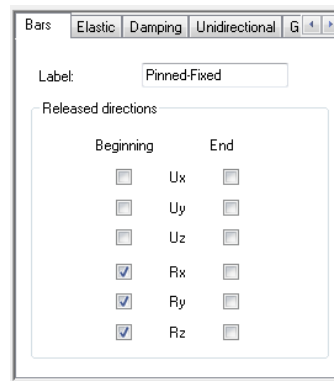 Bars Elastic Damping Unidirectional G
Label: Pinned-Fixed
Released directions
Beginning End
Ux
Uy
Uz
Rx
Ry
Rz